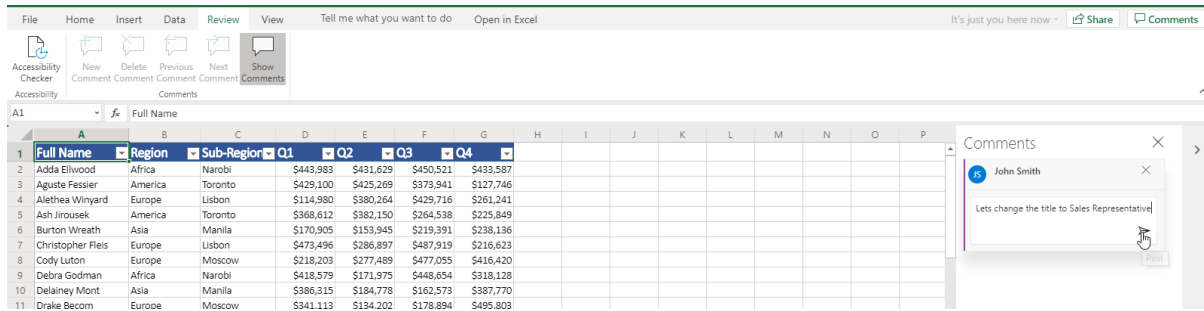 File Home Insert Data Review View Tell me what you want to do Open in Excel It's just you here now Share Comments
Accessibility Checker
New Comment
Delete Comment
Previous Comment
Next Comment
Show Comments
Accessibility Comments
A1 fx Full Name
A B C D E F G H I J K L M N O P
Comments
1 Full Name Region Sub-Region Q1 Q2 Q3 Q4
JS John Smith
2 Adda Ellwood Africa Narobi $443,983 $431,629 $450,521 $433,587
3 Aguste Fessier America Toronto $429,100 $425,269 $373,941 $127,746
4 Alethea Winyard Europe Lisbon $114,980 $380,264 $429,716 $261,241
Lets change the title to Sales Representative
5 Ash Jirousek America Toronto $368,612 $382,150 $264,538 $225,849
6 Burton Wreath Asia Manila $170,905 $153,945 $219,391 $238,136
7 Christopher Fleis Europe Lisbon $473,496 $286,897 $487,919 $216,623
Post
8 Cody Luton Europe Moscow $218,203 $277,489 $477,055 $416,420
9 Debra Godman Africa Narobi $418,579 $171,975 $448,654 $318,128
10 Delainey Mont Asia Manila $386,315 $184,778 $162,573 $387,770
11 Drake Becom Europe Moscow $341,113 $134,202 $178,894 $495,803